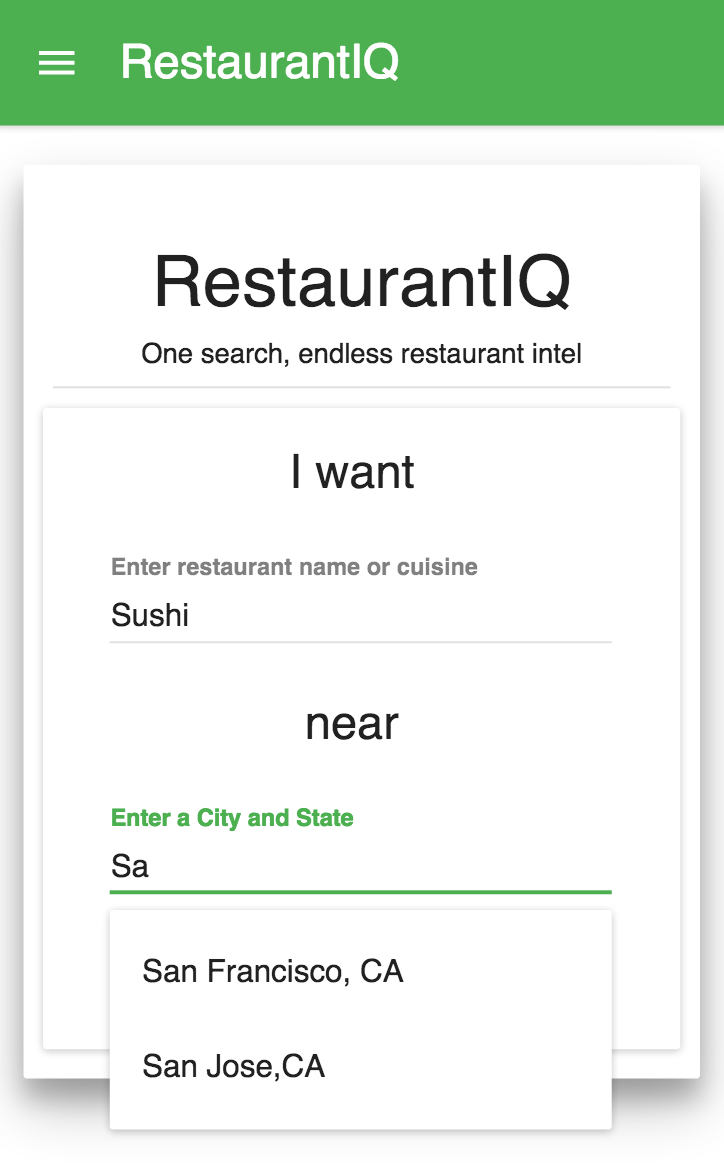 RestaurantIQ
RestaurantIQ
One search, endless restaurant intel
I want
Enter restaurant name or cuisine
Sushi
near
Enter a City and State
Sa
San Francisco, CA
San Jose,CA